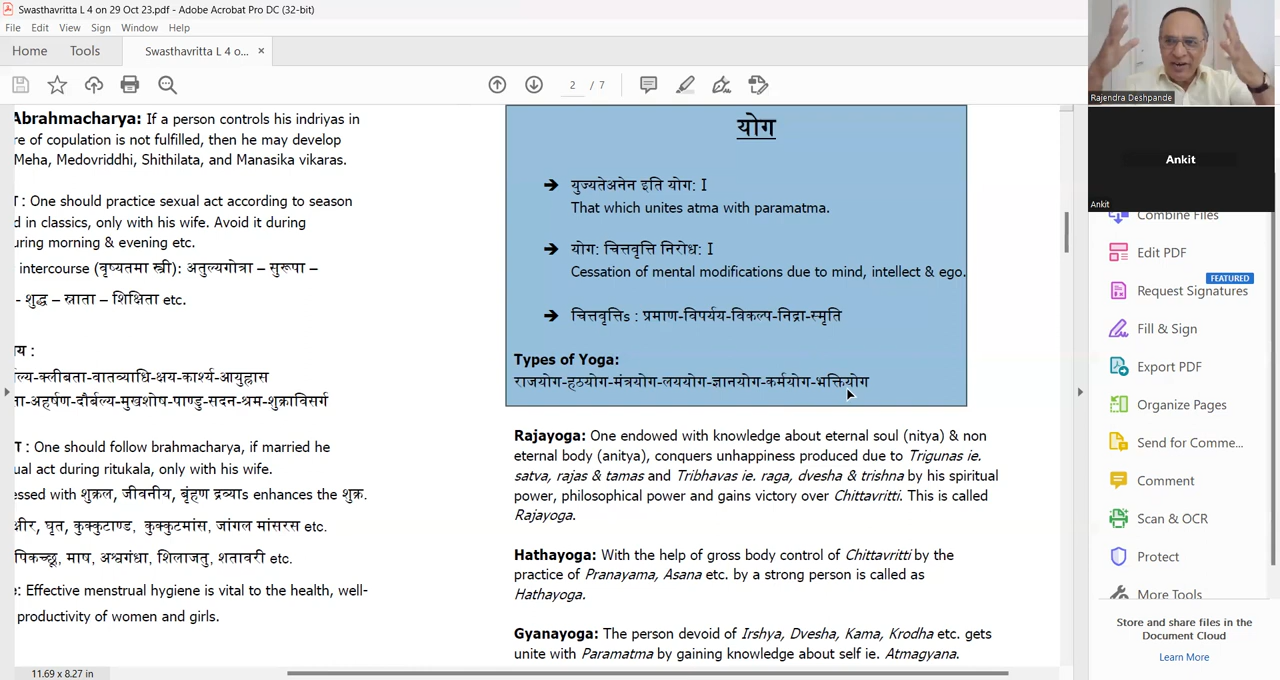 Swasthavritta L 4 on 29 Oct 23.pdf - Adobe Acrobat Pro DC (32-bit)
File Edit View Sign Window Help
Home Tools Swasthavritta L 4 o... ×
2 / 7
Abrahmacharya: If a person controls his indriyas in
re of copulation is not fulfilled, then he may develop
Meha, Medovriddhi, Shithilata, and Manasika vikaras.
T : One should practice sexual act according to season
d in classics, only with his wife. Avoid it during
uring morning & evening etc.
intercourse (वृष्यतमा स्त्री): अतुल्यगोत्रा – सुरूपा –
- शुद्ध – स्नाता – शिक्षिता etc.
य :
ल्य-क्लीबता-वातव्याधि-क्षय-कार्श्य-आयुह्रास
ता-अहर्षण-दौर्बल्य-मुखशोष-पाण्डु-सदन-श्रम-शुक्राविसर्ग
T : One should follow brahmacharya, if married he
ual act during ritukala, only with his wife.
essed with शुक्रल, जीवनीय, बृंहण द्रव्याs enhances the शुक्र.
क्षीर, घृत, कुक्कुटाण्ड, कुक्कुटमांस, जांगल मांसरस etc.
पिकच्छू, माष, अश्वगंधा, शिलाजतु, शतावरी etc.
e: Effective menstrual hygiene is vital to the health, well-
productivity of women and girls.
11.69 x 8.27 in
योग
➔ युज्यतेअनेन इति योग: I
That which unites atma with paramatma.
➔ योग: चित्तवृत्ति निरोध: I
Cessation of mental modifications due to mind, intellect & ego.
➔ चित्तवृत्तिs : प्रमाण-विपर्यय-विकल्प-निद्रा-स्मृति
Types of Yoga:
राजयोग-हठयोग-मंत्रयोग-लययोग-ज्ञानयोग-कर्मयोग-भक्तियोग
Rajayoga: One endowed with knowledge about eternal soul (nitya) & non
eternal body (anitya), conquers unhappiness produced due to Trigunas ie.
satva, rajas & tamas and Tribhavas ie. raga, dvesha & trishna by his spiritual
power, philosophical power and gains victory over Chittavritti. This is called
Rajayoga.
Hathayoga: With the help of gross body control of Chittavritti by the
practice of Pranayama, Asana etc. by a strong person is called as
Hathayoga.
Gyanayoga: The person devoid of Irshya, Dvesha, Kama, Krodha etc. gets
unite with Paramatma by gaining knowledge about self ie. Atmagyana.
Rajendra Deshpande
Ankit
Ankit
Combine Files
Edit PDF
FEATURED
Request Signatures
Fill & Sign
Export PDF
Organize Pages
Send for Comme...
Comment
Scan & OCR
Protect
More Tools
Store and share files in the
Document Cloud
Learn More